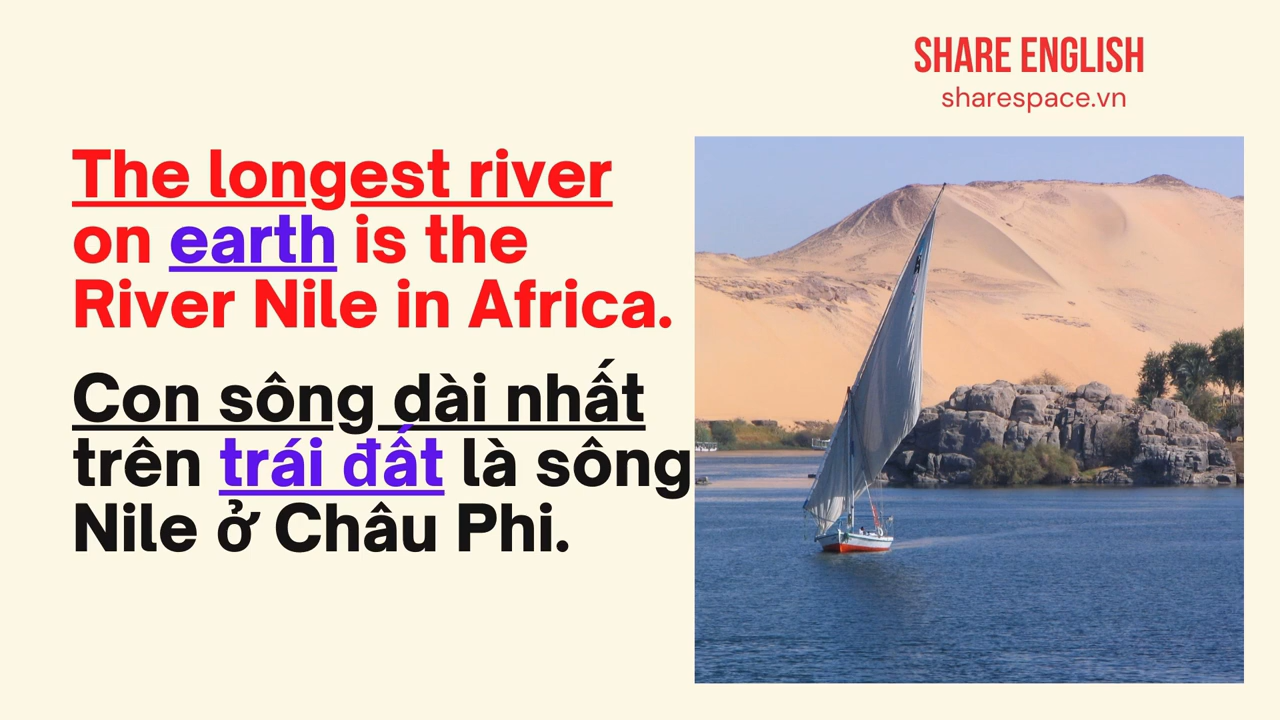 SHARE ENGLISH
sharespace.vn
The longest river
on earth is the
River Nile in Africa.
Con sông dài nhất
trên trái đất là sông
Nile ở Châu Phi.